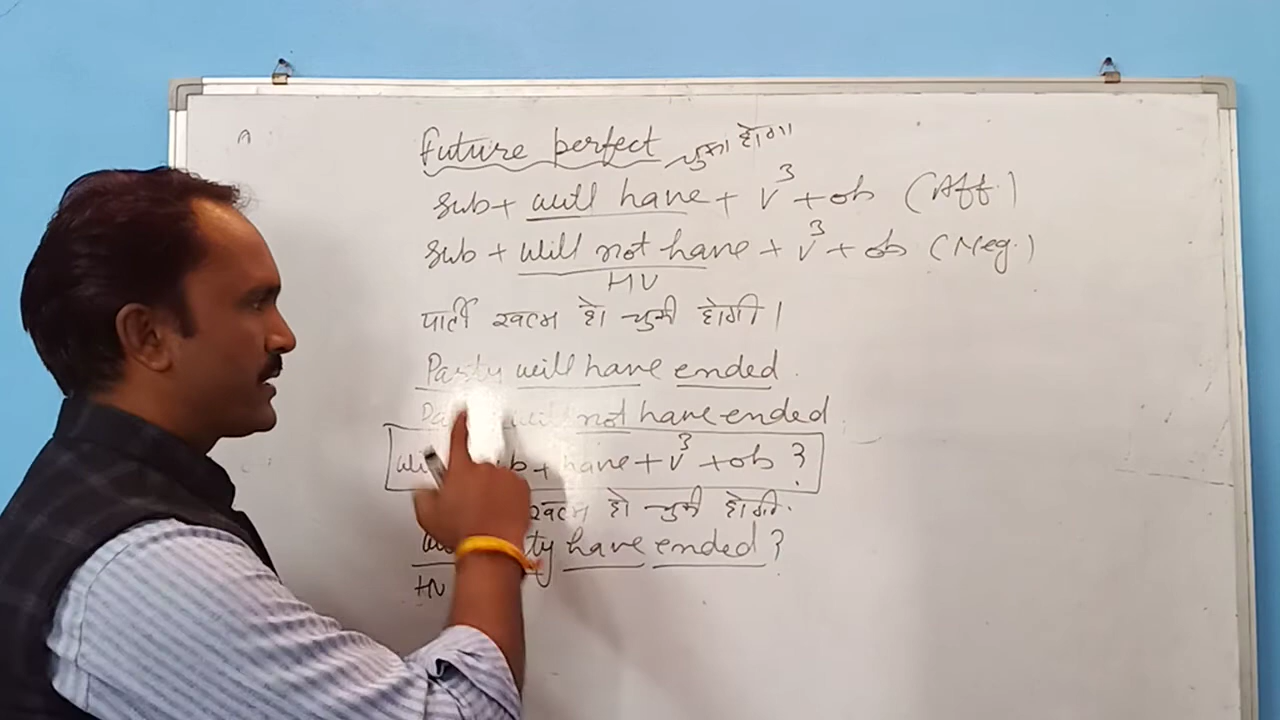 Future perfect चुका होगा
sub + will have + V³ + ob (Aff.)
sub + will not have + V³ + ob (Neg.)
HV
पार्टी खत्म हो चुकी होगी।
Party will have ended.
will not have ended.
have + V³ + ob ?
खत्म हो चुकी होगी.
have ended ?
HV